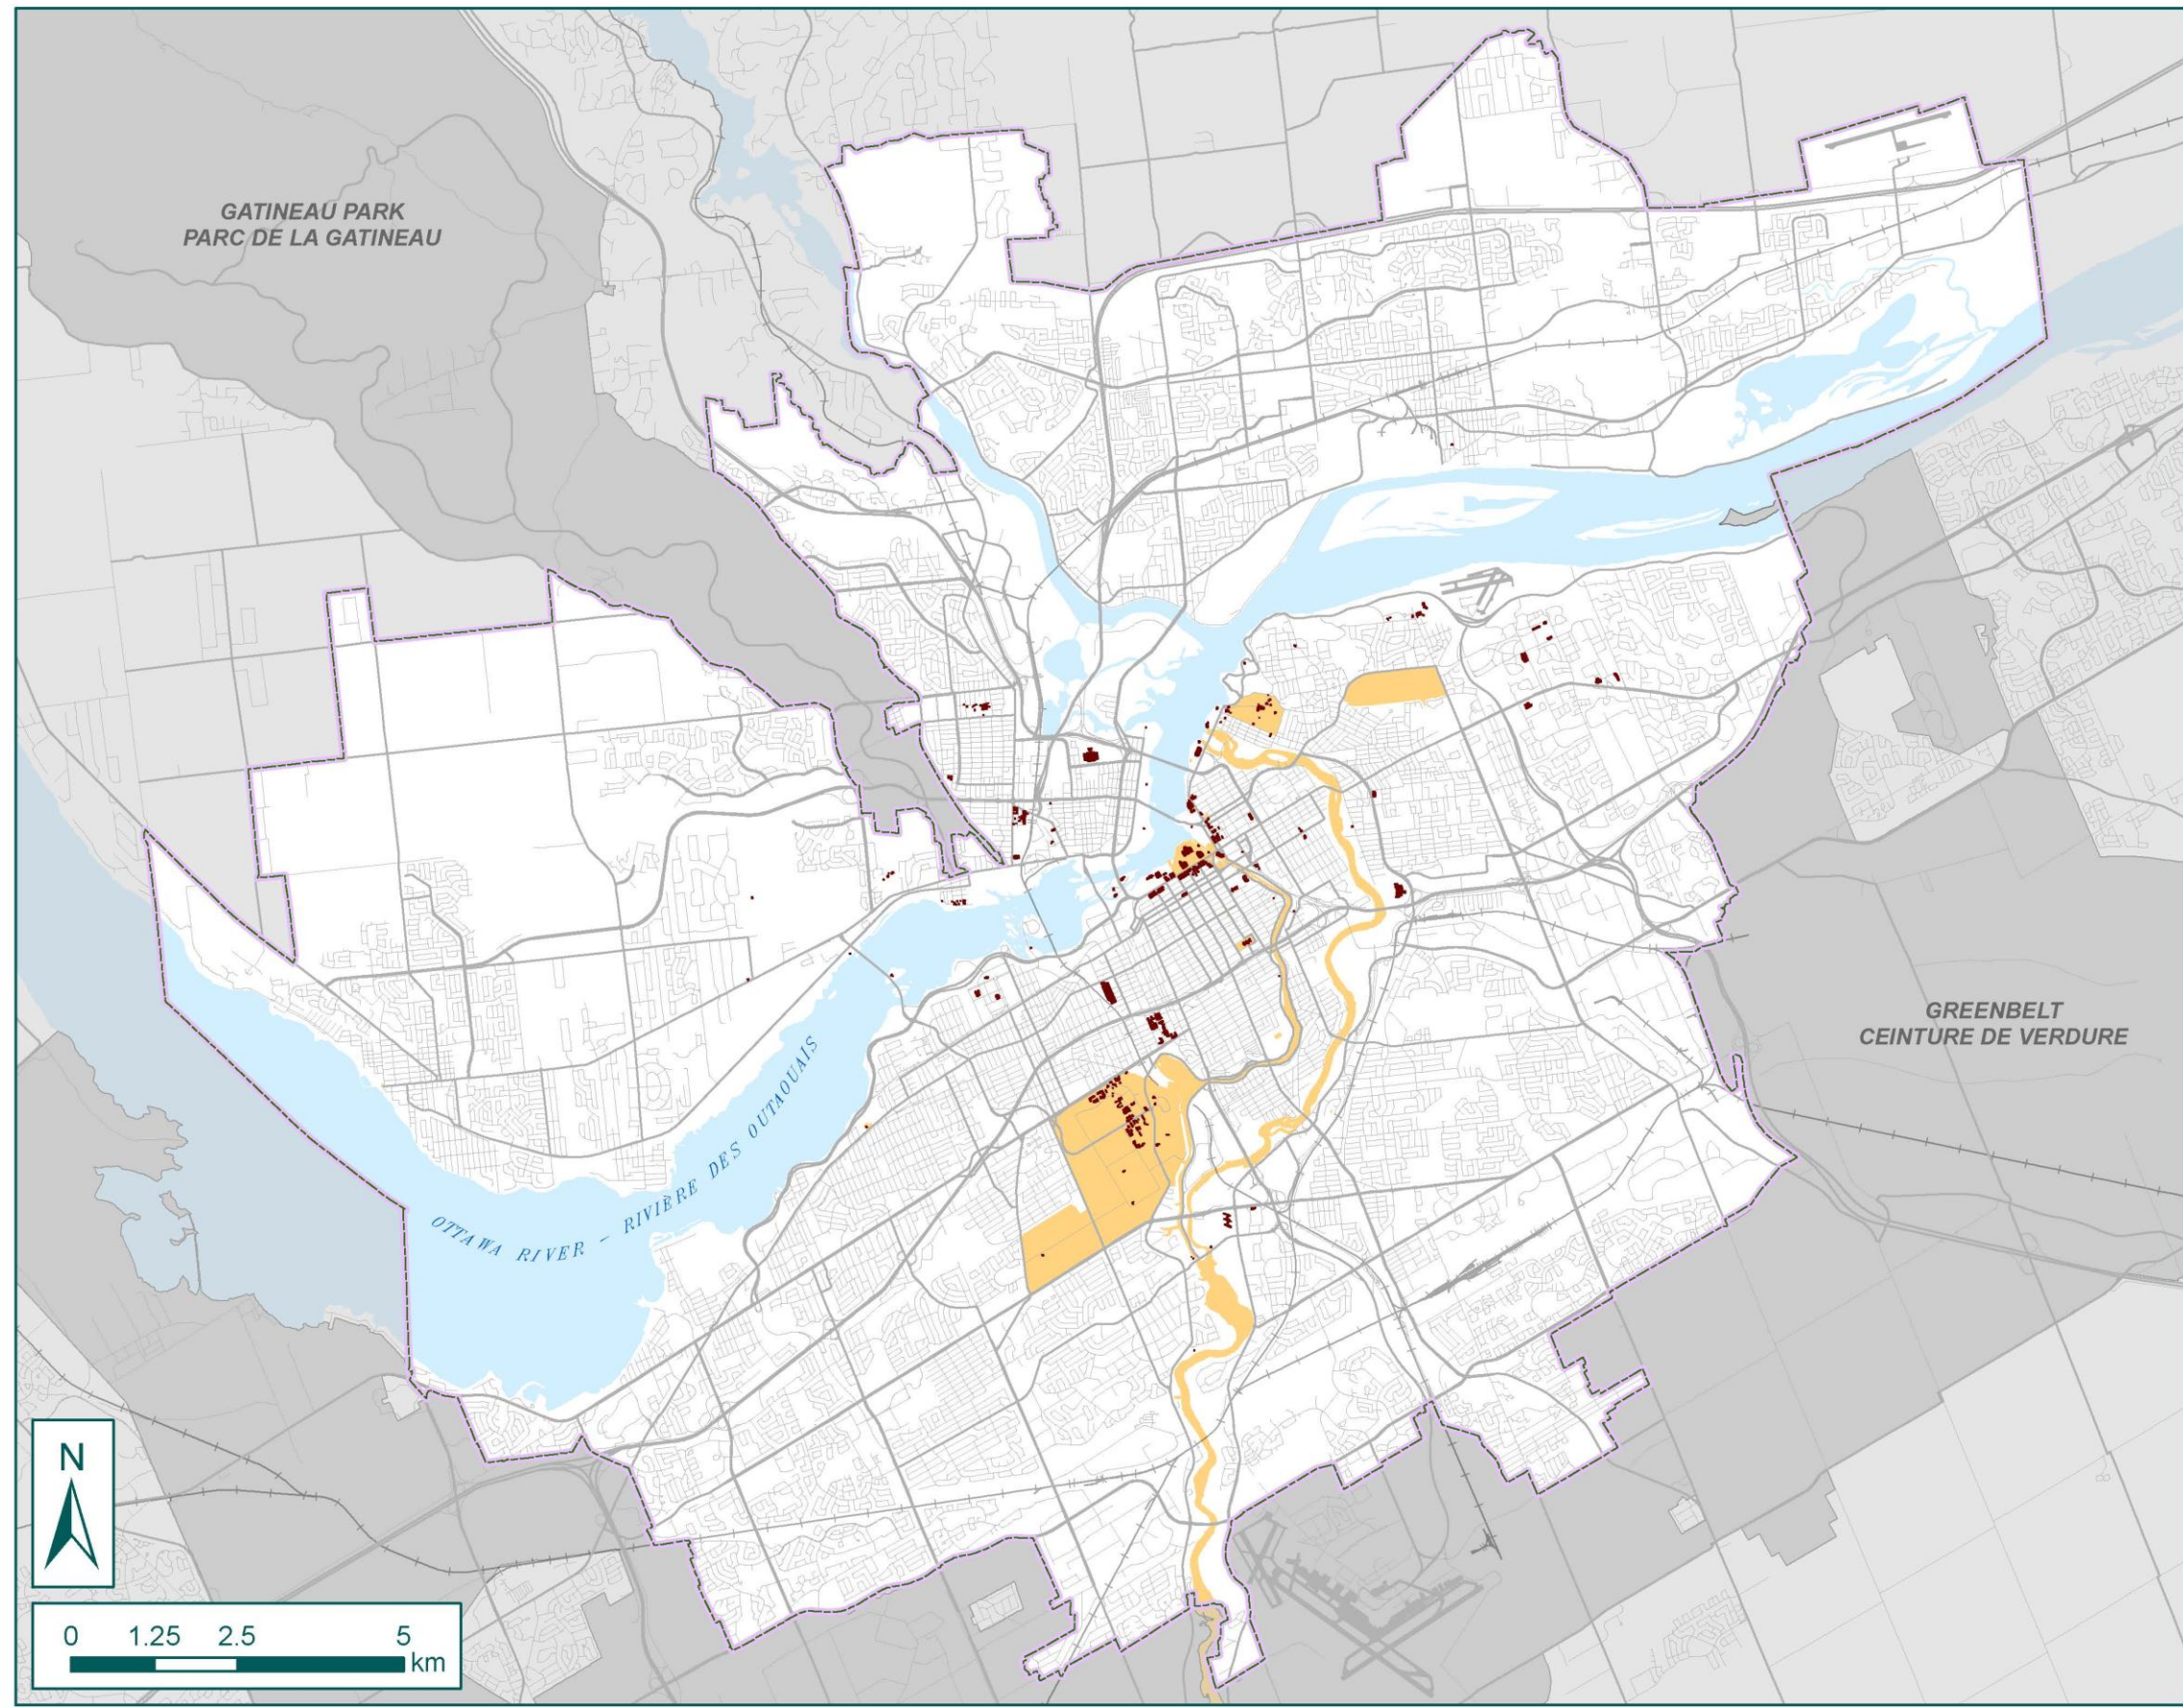 GATINEAU PARK
PARC DE LA GATINEAU
GREENBELT
CEINTURE DE VERDURE
OTTAWA RIVER - RIVIÈRE DES OUTAOUAIS
N
0 1.25 2.5 5
km